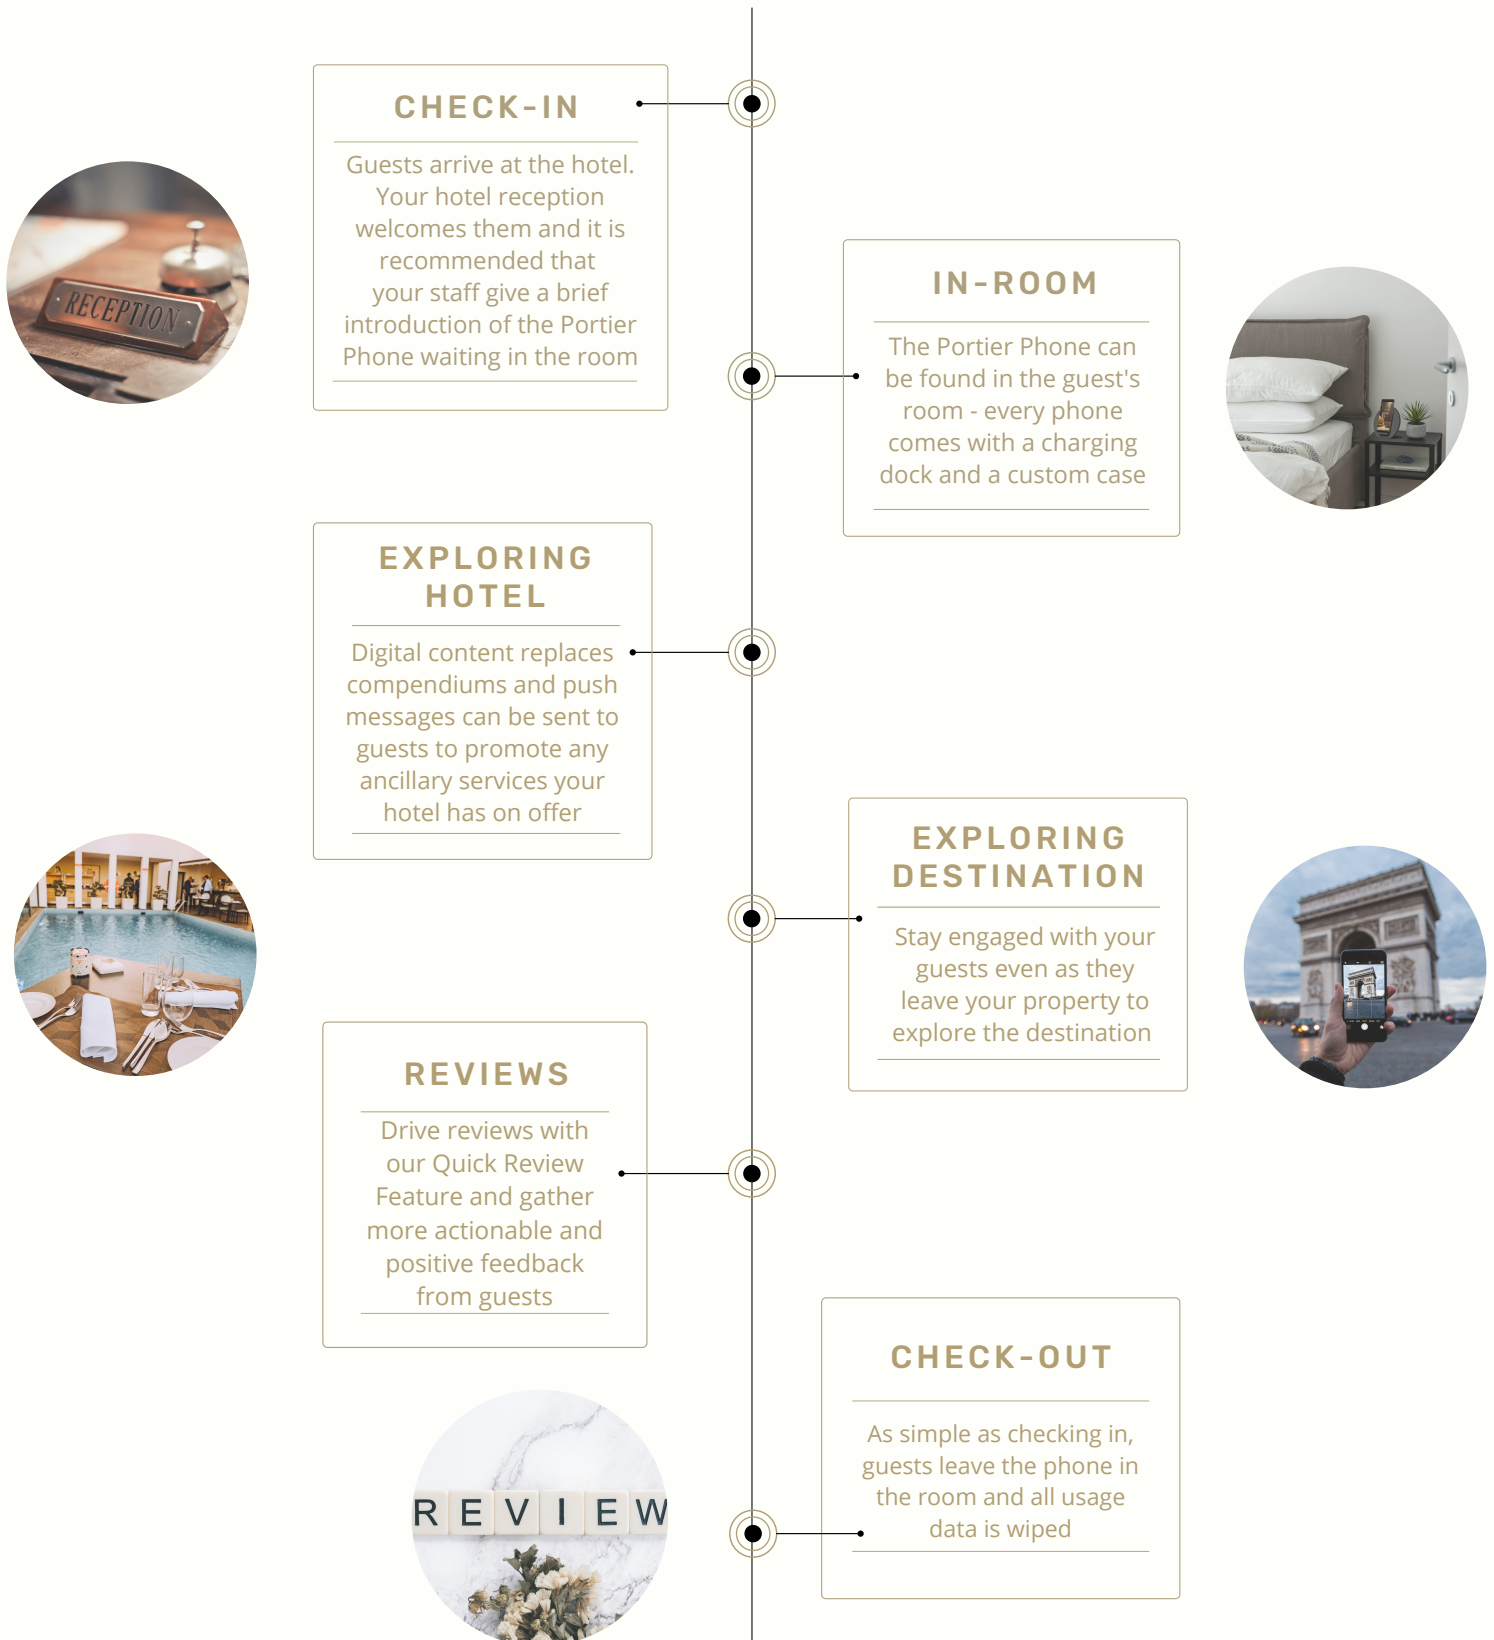 CHECK-IN
Guests arrive at the hotel.
Your hotel reception
welcomes them and it is
recommended that
your staff give a brief
introduction of the Portier
Phone waiting in the room
RECEPTION
IN-ROOM
The Portier Phone can
be found in the guest's
room - every phone
comes with a charging
dock and a custom case
EXPLORING
HOTEL
Digital content replaces
compendiums and push
messages can be sent to
guests to promote any
ancillary services your
hotel has on offer
EXPLORING
DESTINATION
Stay engaged with your
guests even as they
leave your property to
explore the destination
REVIEWS
Drive reviews with
our Quick Review
Feature and gather
more actionable and
positive feedback
from guests
CHECK-OUT
As simple as checking in,
guests leave the phone in
the room and all usage
data is wiped
REVIEW